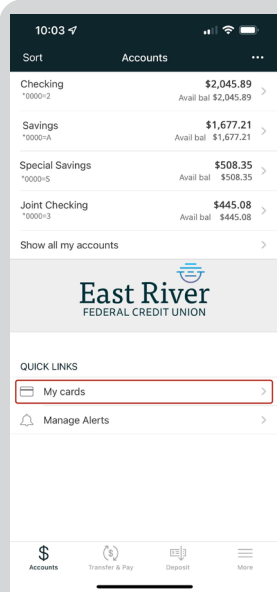 10:03
Sort Accounts ...
Checking $2,045.89
*0000=2 Avail bal $2,045.89
Savings $1,677.21
*0000=A Avail bal $1,677.21
Special Savings $508.35
*0000=S Avail bal $508.35
Joint Checking $445.08
*0000=3 Avail bal $445.08
Show all my accounts
East River
FEDERAL CREDIT UNION
QUICK LINKS
My cards
Manage Alerts
$ ($)
Accounts Transfer & Pay Deposit More